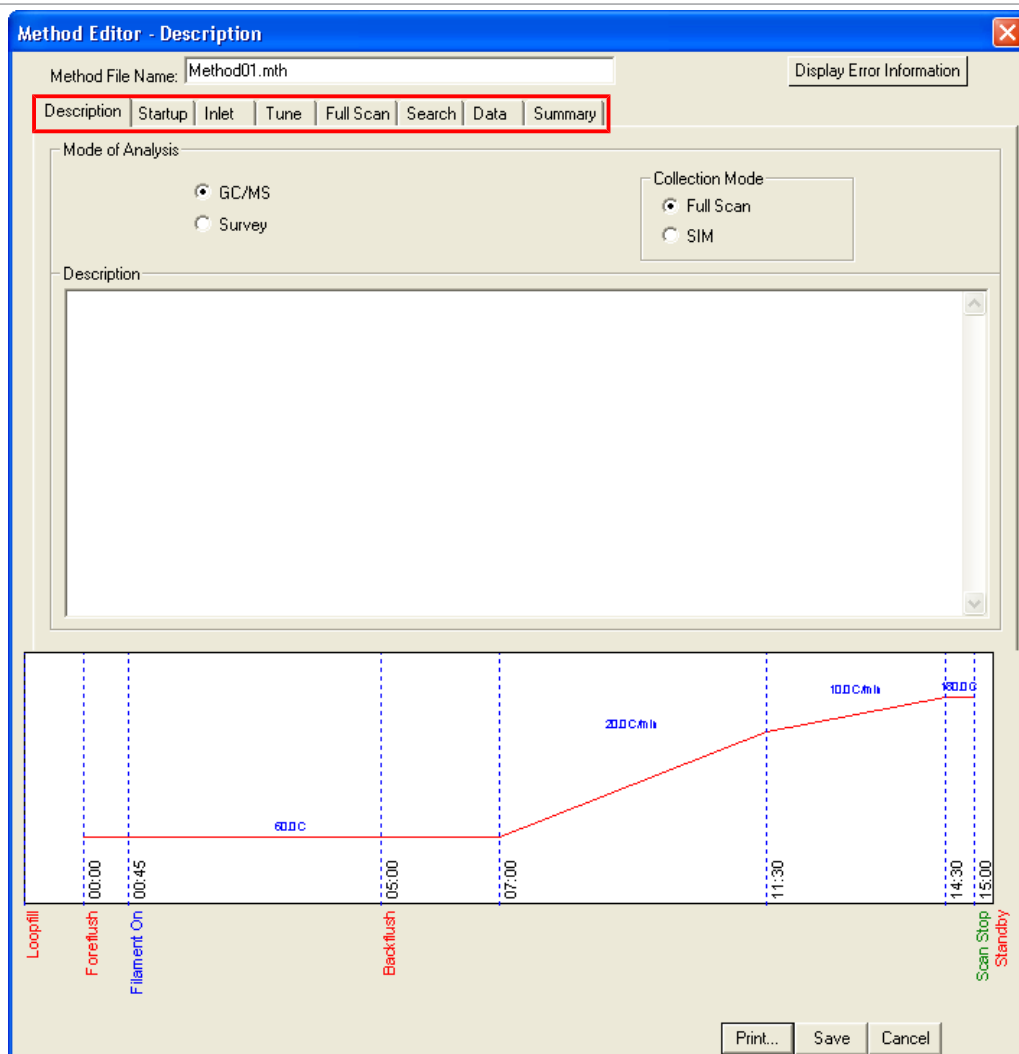 Method Editor - Description
Method File Name: Method01.mth
Display Error Information
Description Startup Inlet Tune Full Scan Search Data Summary
Mode of Analysis
GC/MS
Survey
Collection Mode
Full Scan
SIM
Description
60.0 C
20.0 C/min
10.0 C/min
180.0 C
00:00
00:45
05:00
07:00
11:30
14:30
15:00
Loopfill
Foreflush
Filament On
Backflush
Scan Stop
Standby
Print...
Save
Cancel